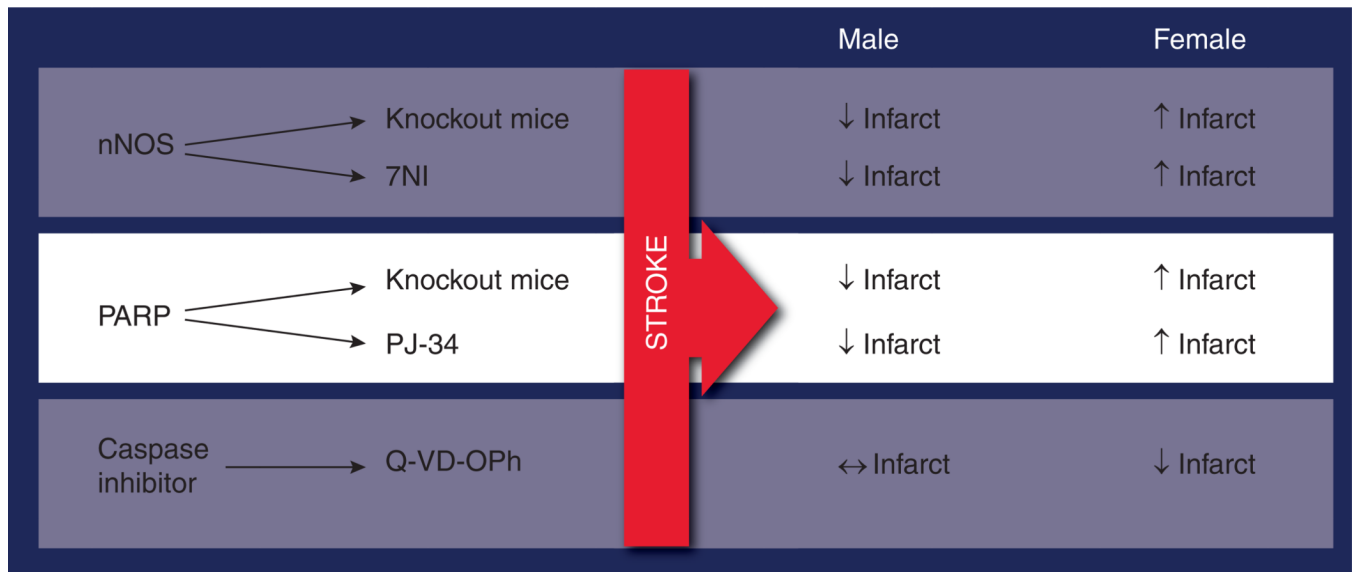 Male Female
nNOS
Knockout mice ↓ Infarct ↑ Infarct
7NI ↓ Infarct ↑ Infarct
PARP
Knockout mice ↓ Infarct ↑ Infarct
PJ-34 ↓ Infarct ↑ Infarct
Caspase
inhibitor
Q-VD-OPh ↔ Infarct ↓ Infarct
STROKE